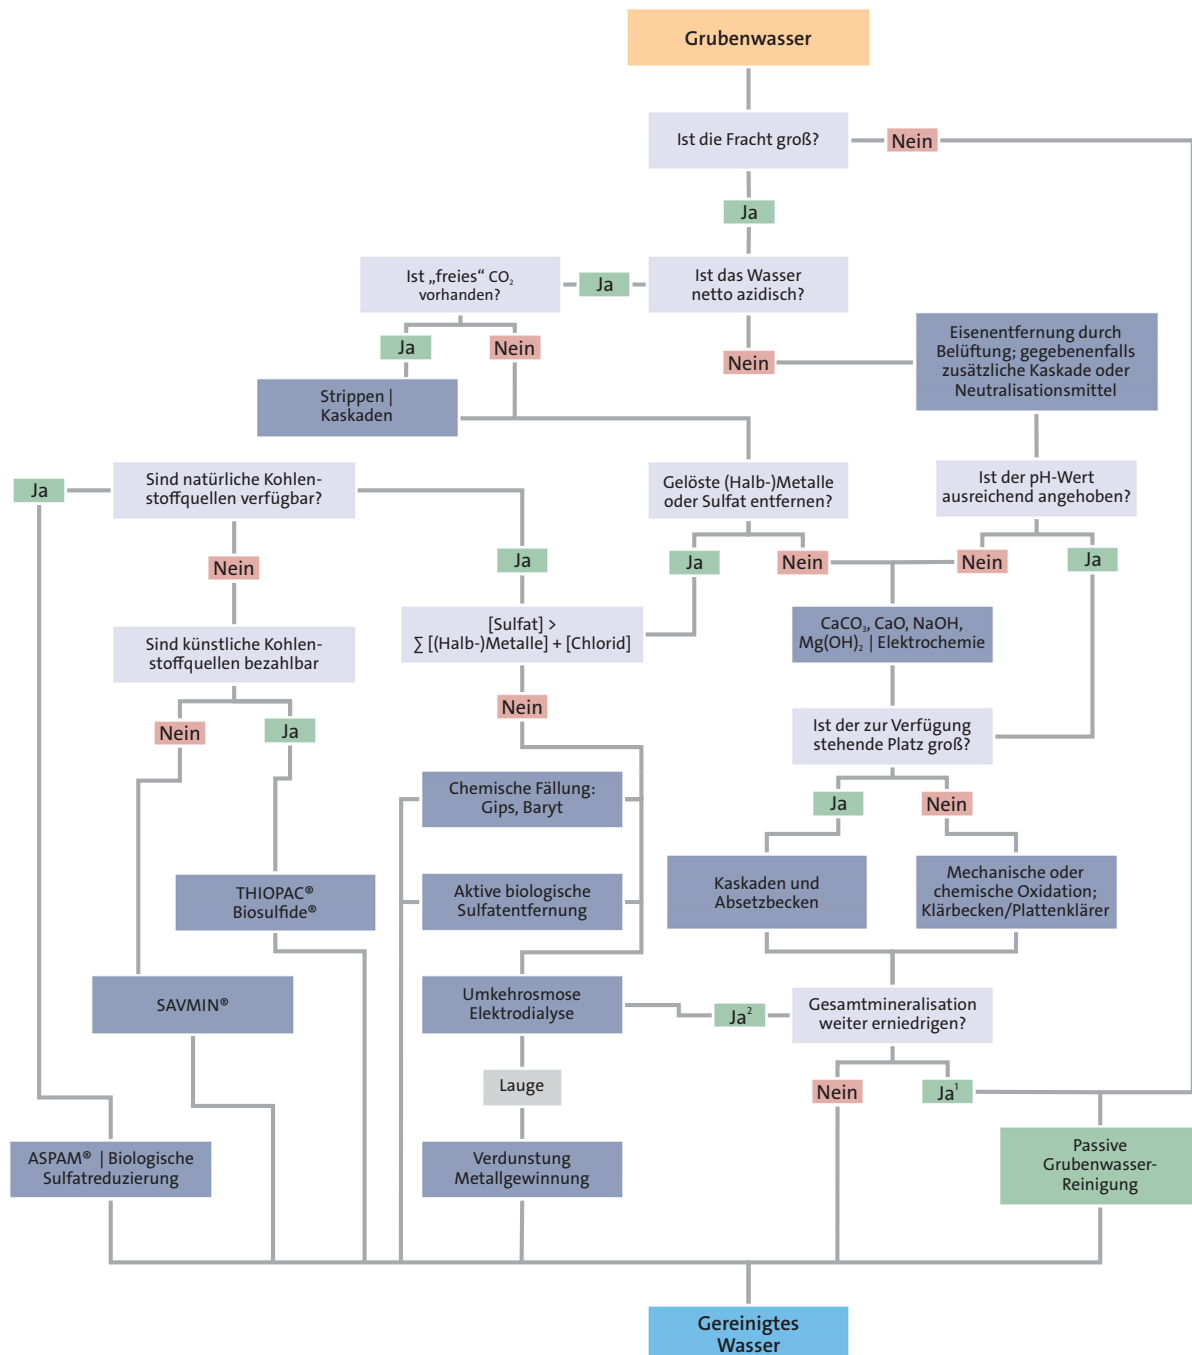 Grubenwasser
Ist die Fracht groß?
Nein
Ja
Ist „freies“ CO₂
vorhanden?
Ja
Ist das Wasser
netto azidisch?
Ja
Nein
Nein
Eisenentfernung durch
Belüftung; gegebenenfalls
zusätzliche Kaskade oder
Neutralisationsmittel
Strippen |
Kaskaden
Ja
Sind natürliche Kohlen-
stoffquellen verfügbar?
Gelöste (Halb-)Metalle
oder Sulfat entfernen?
Ist der pH-Wert
ausreichend angehoben?
Nein
Ja
Ja
Nein
Nein
Ja
Sind künstliche Kohlen-
stoffquellen bezahlbar
[Sulfat] >
∑ [(Halb-)Metalle] + [Chlorid]
CaCO₃, CaO, NaOH,
Mg(OH)₂ | Elektrochemie
Nein
Ja
Nein
Ist der zur Verfügung
stehende Platz groß?
Chemische Fällung:
Gips, Baryt
Ja
Nein
THIOPAC®
Biosulfide®
Aktive biologische
Sulfatentfernung
Kaskaden und
Absetzbecken
Mechanische oder
chemische Oxidation;
Klärbecken/Plattenklärer
SAVMIN®
Umkehrosmose
Elektrodialyse
Ja²
Gesamtmineralisation
weiter erniedrigen?
Lauge
Nein
Ja¹
ASPAM® | Biologische
Sulfatreduzierung
Verdunstung
Metallgewinnung
Passive
Grubenwasser-
Reinigung
Gereinigtes
Wasser